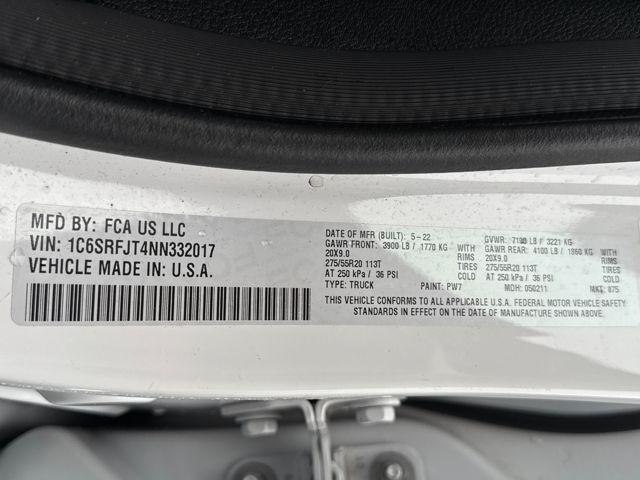 MFD BY: FCA US LLC
VIN: 1C6SRFJT4NN332017
VEHICLE MADE IN U.S.A.
DATE OF MFR (BUILT): 5-22 GVWR: 7100 LB / 3221 KG
GAWR FRONT: 3900 LB / 1770 KG WITH GAWR REAR: 4100 LB / 1860 KG WITH
20X9.0 RIMS 20X9.0 RIMS
275/55R20 113T TIRES 275/55R20 113T TIRES
AT 250 kPa / 36 PSI COLD AT 250 kPa / 36 PSI COLD
TYPE: TRUCK PAINT: PW7 MDH: 050211 MKT: 875
THIS VEHICLE CONFORMS TO ALL APPLICABLE U.S.A. FEDERAL MOTOR VEHICLE SAFETY
STANDARDS IN EFFECT ON THE DATE OF MANUFACTURE SHOWN ABOVE.